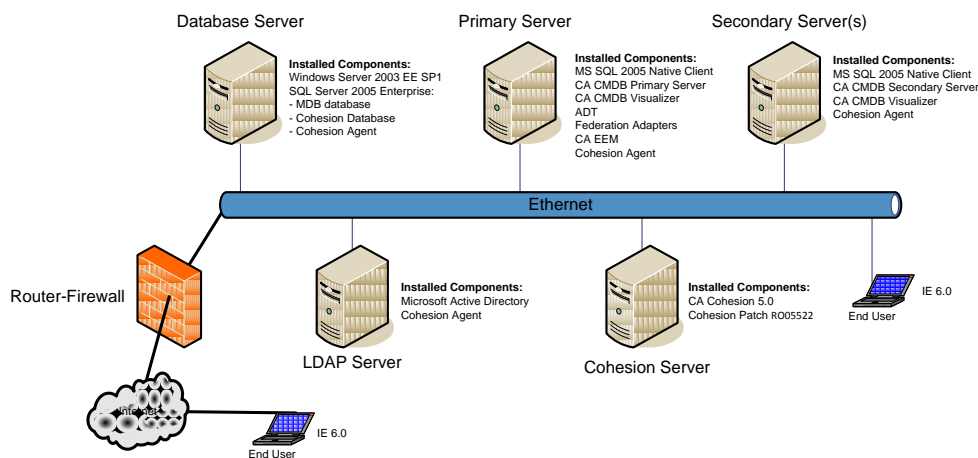 Database Server
Primary Server
Secondary Server(s)
Installed Components:
Windows Server 2003 EE SP1
SQL Server 2005 Enterprise:
- MDB database
- Cohesion Database
- Cohesion Agent
Installed Components:
MS SQL 2005 Native Client
CA CMDB Primary Server
CA CMDB Visualizer
ADT
Federation Adapters
CA EEM
Cohesion Agent
Installed Components:
MS SQL 2005 Native Client
CA CMDB Secondary Server
CA CMDB Visualizer
Cohesion Agent
Ethernet
Router-Firewall
Installed Components:
Microsoft Active Directory
Cohesion Agent
LDAP Server
Installed Components:
CA Cohesion 5.0
Cohesion Patch RO05522
Cohesion Server
IE 6.0
End User
Internet
IE 6.0
End User